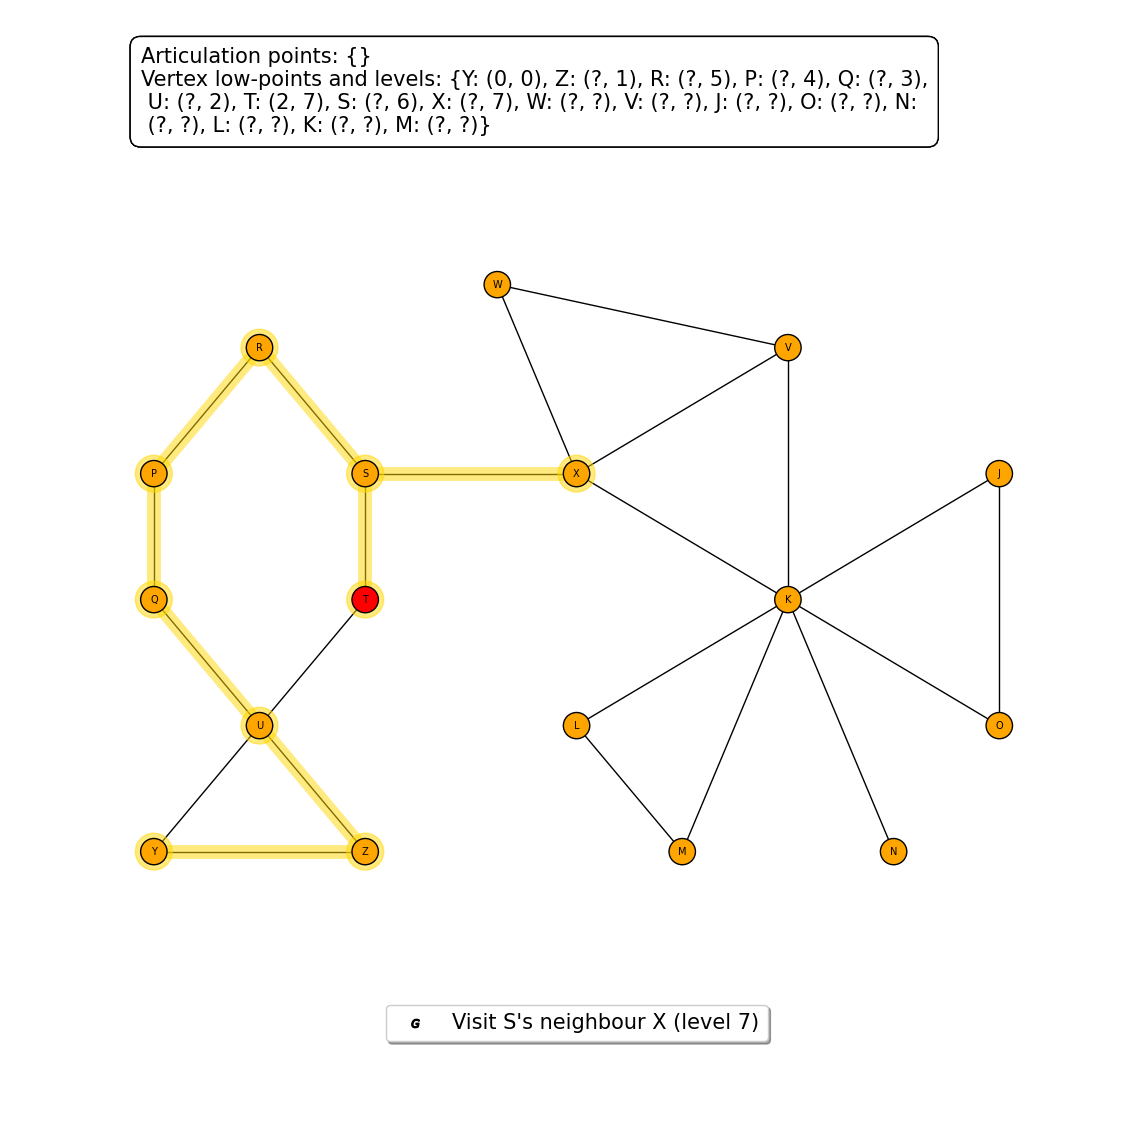 Articulation points: {}
Vertex low-points and levels: {Y: (0, 0), Z: (?, 1), R: (?, 5), P: (?, 4), Q: (?, 3),
U: (?, 2), T: (2, 7), S: (?, 6), X: (?, 7), W: (?, ?), V: (?, ?), J: (?, ?), O: (?, ?), N:
(?, ?), L: (?, ?), K: (?, ?), M: (?, ?)}
W
R
V
P
S
X
J
Q
T
K
U
L
O
Y
Z
M
N
G Visit S's neighbour X (level 7)